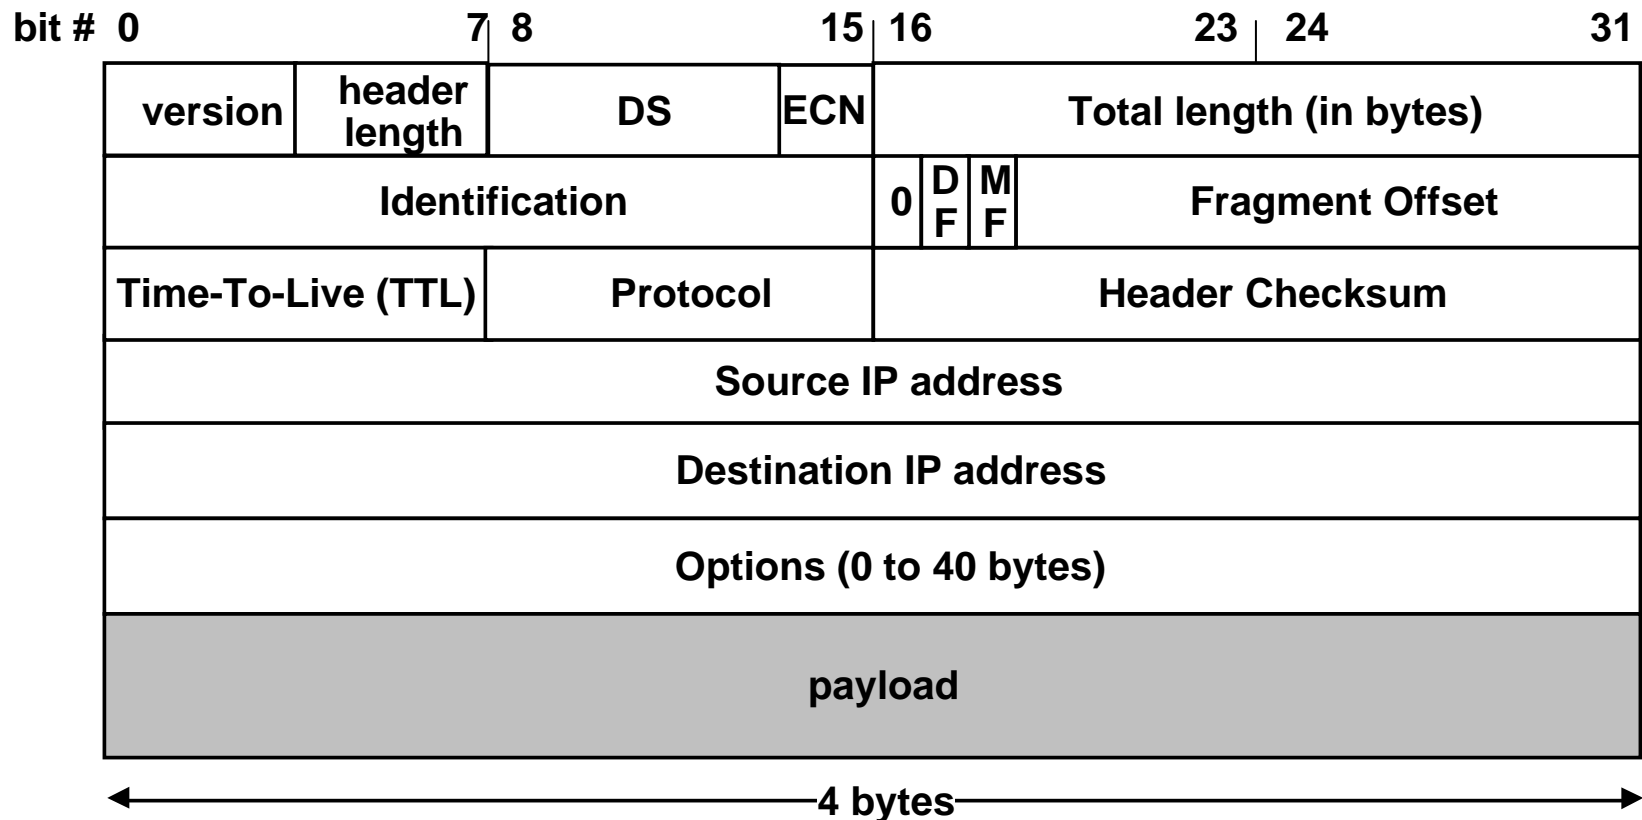 bit # 0 7 8 15 16 23 24 31
version header length DS ECN Total length (in bytes)
Identification 0 DF MF Fragment Offset
Time-To-Live (TTL) Protocol Header Checksum
Source IP address
Destination IP address
Options (0 to 40 bytes)
payload
4 bytes